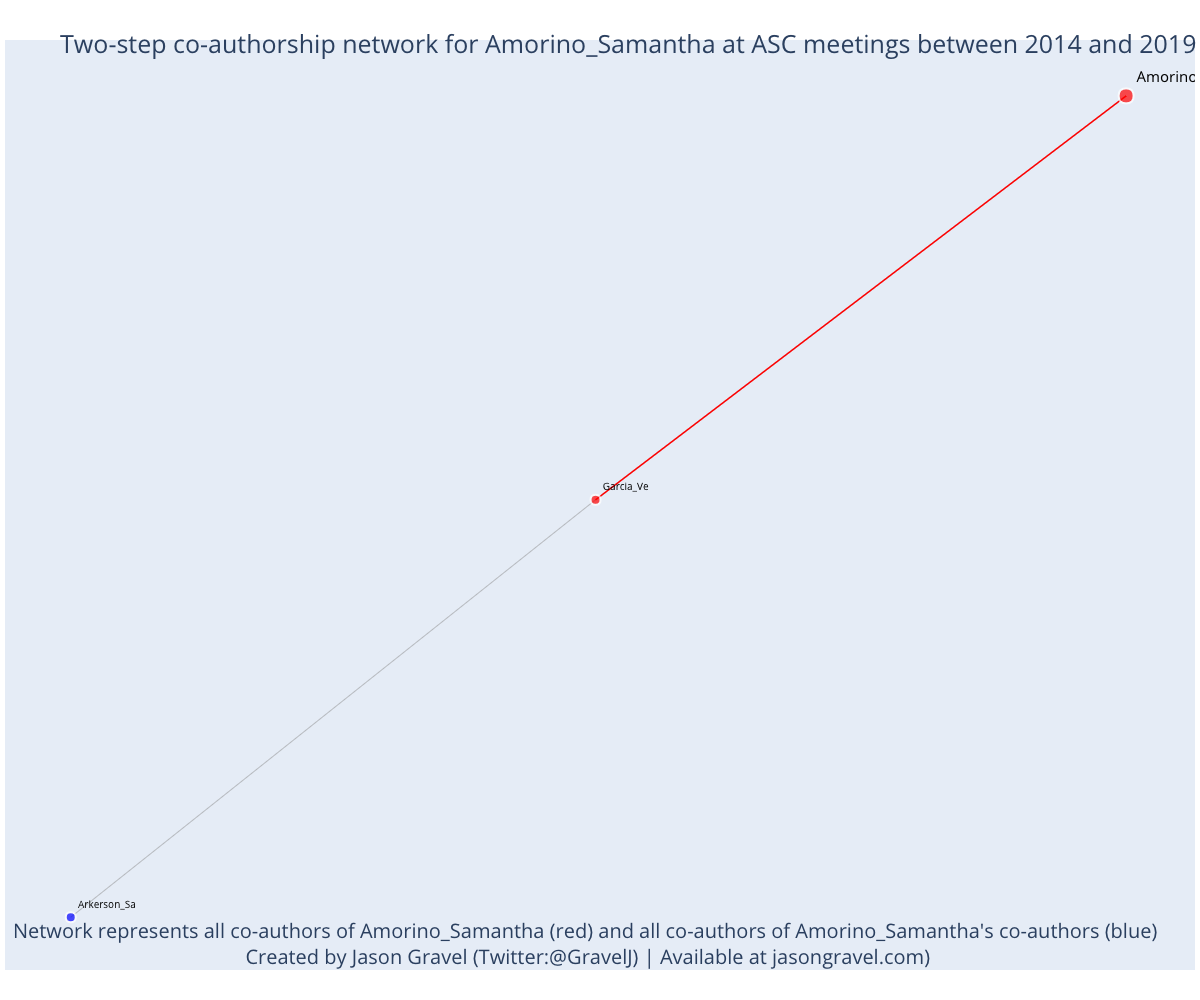 Two-step co-authorship network for Amorino_Samantha at ASC meetings between 2014 and 2019
Amorino
Garcia_Ve
Arkerson_Sa
Network represents all co-authors of Amorino_Samantha (red) and all co-authors of Amorino_Samantha's co-authors (blue)
Created by Jason Gravel (Twitter:@GravelJ) | Available at jasongravel.com)